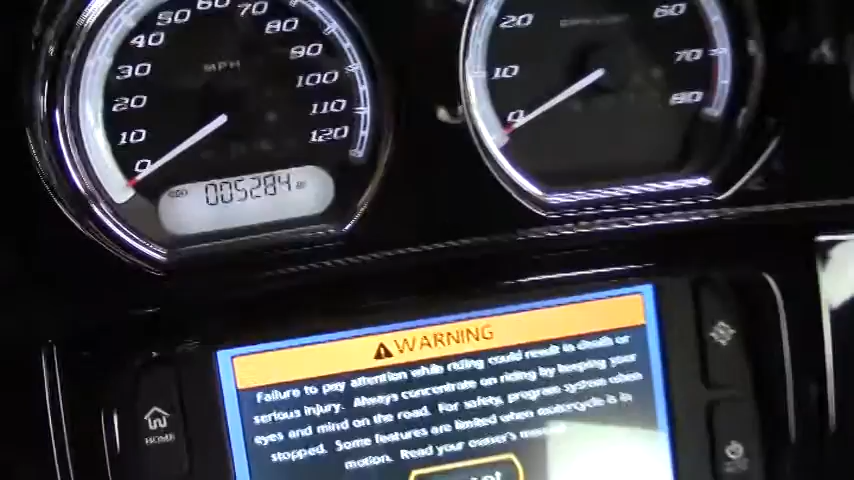 60
50
70
40
80
30
MPH
90
20
100
10
110
0
120
005284
20
60
10
70
0
80
WARNING
Failure to pay attention while riding could result in death or
serious injury. Always concentrate on riding by keeping your
eyes and mind on the road. For safety, program system when
stopped. Some features are limited when motorcycle is in
motion. Read your owner's
HOME